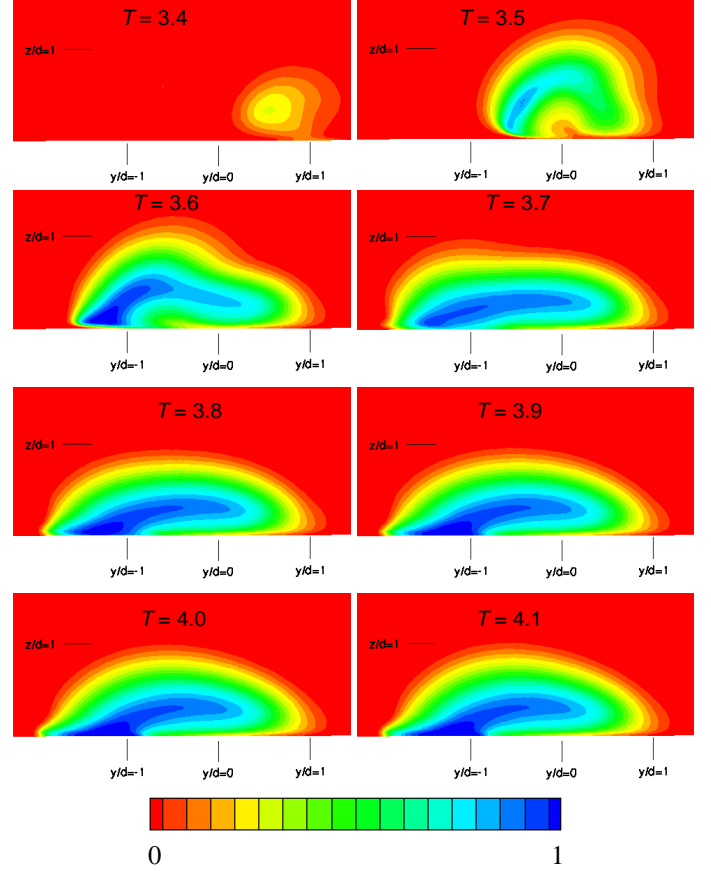 T = 3.4
z/d=1
y/d=-1 y/d=0 y/d=1
T = 3.5
z/d=1
y/d=-1 y/d=0 y/d=1
T = 3.6
z/d=1
y/d=-1 y/d=0 y/d=1
T = 3.7
z/d=1
y/d=-1 y/d=0 y/d=1
T = 3.8
z/d=1
y/d=-1 y/d=0 y/d=1
T = 3.9
z/d=1
y/d=-1 y/d=0 y/d=1
T = 4.0
z/d=1
y/d=-1 y/d=0 y/d=1
T = 4.1
z/d=1
y/d=-1 y/d=0 y/d=1
0 1